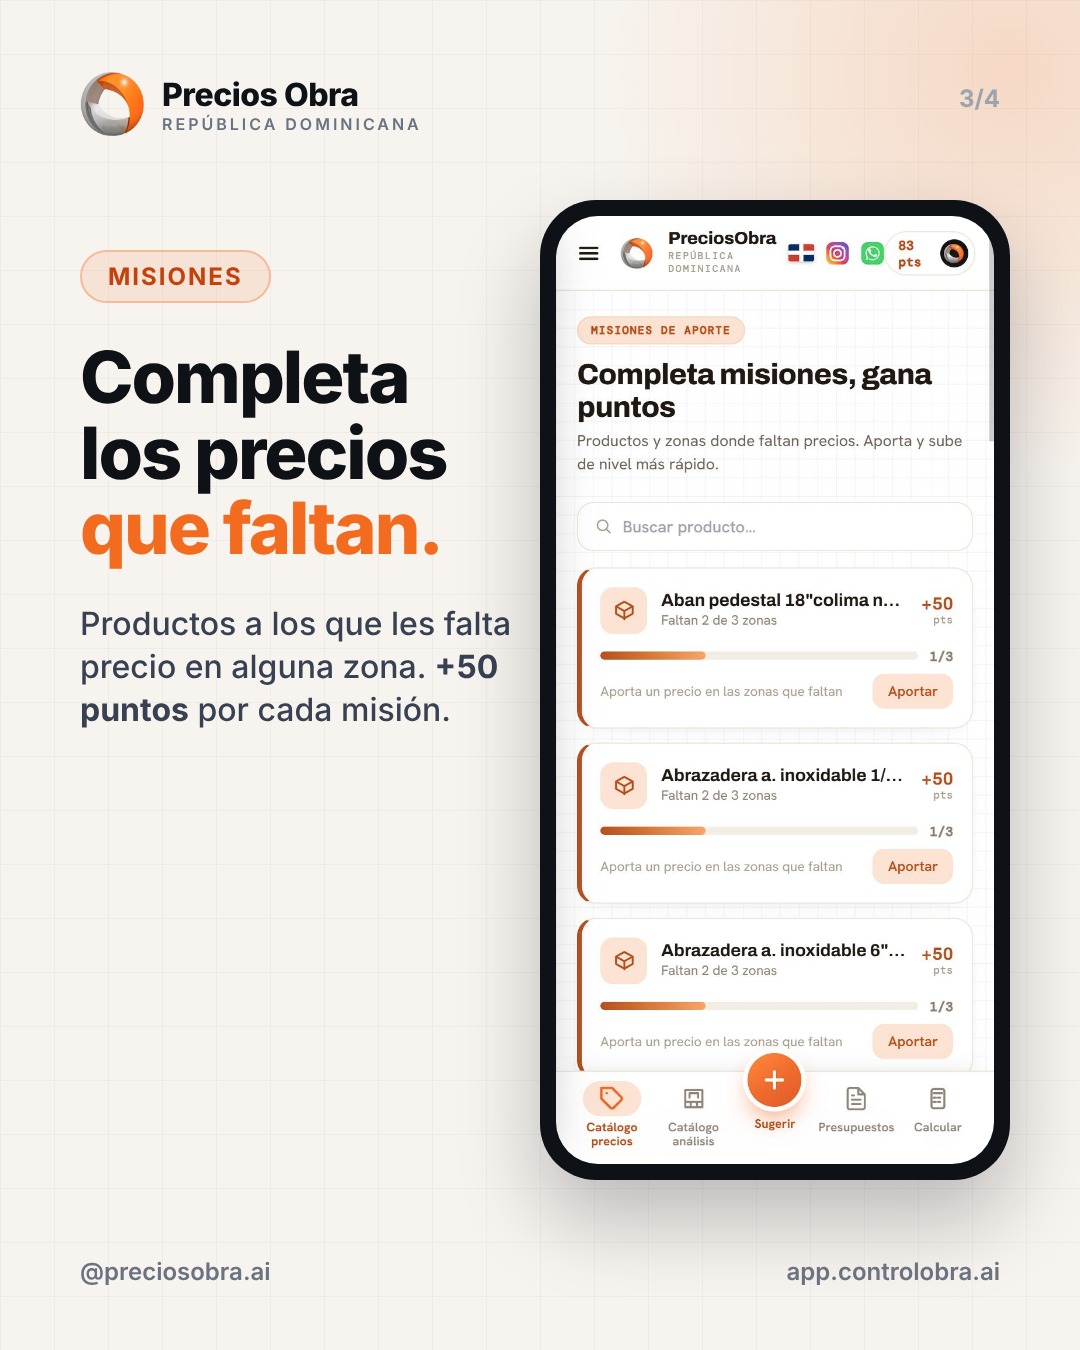 Precios Obra
REPÚBLICA DOMINICANA
3/4
MISIONES
Completa
los precios
que faltan.
Productos a los que les falta
precio en alguna zona. +50
puntos por cada misión.
PreciosObra
REPÚBLICA
DOMINICANA
83
pts
MISIONES DE APORTE
Completa misiones, gana
puntos
Productos y zonas donde faltan precios. Aporta y sube
de nivel más rápido.
Buscar producto...
Aban pedestal 18"colima n...
+50
Faltan 2 de 3 zonas
pts
1/3
Aporta un precio en las zonas que faltan
Aportar
Abrazadera a. inoxidable 1/...
+50
Faltan 2 de 3 zonas
pts
1/3
Aporta un precio en las zonas que faltan
Aportar
Abrazadera a. inoxidable 6"...
+50
Faltan 2 de 3 zonas
pts
1/3
Aporta un precio en las zonas que faltan
Aportar
Catálogo
precios
Catálogo
análisis
Sugerir
Presupuestos
Calcular
@preciosobra.ai
app.controlobra.ai